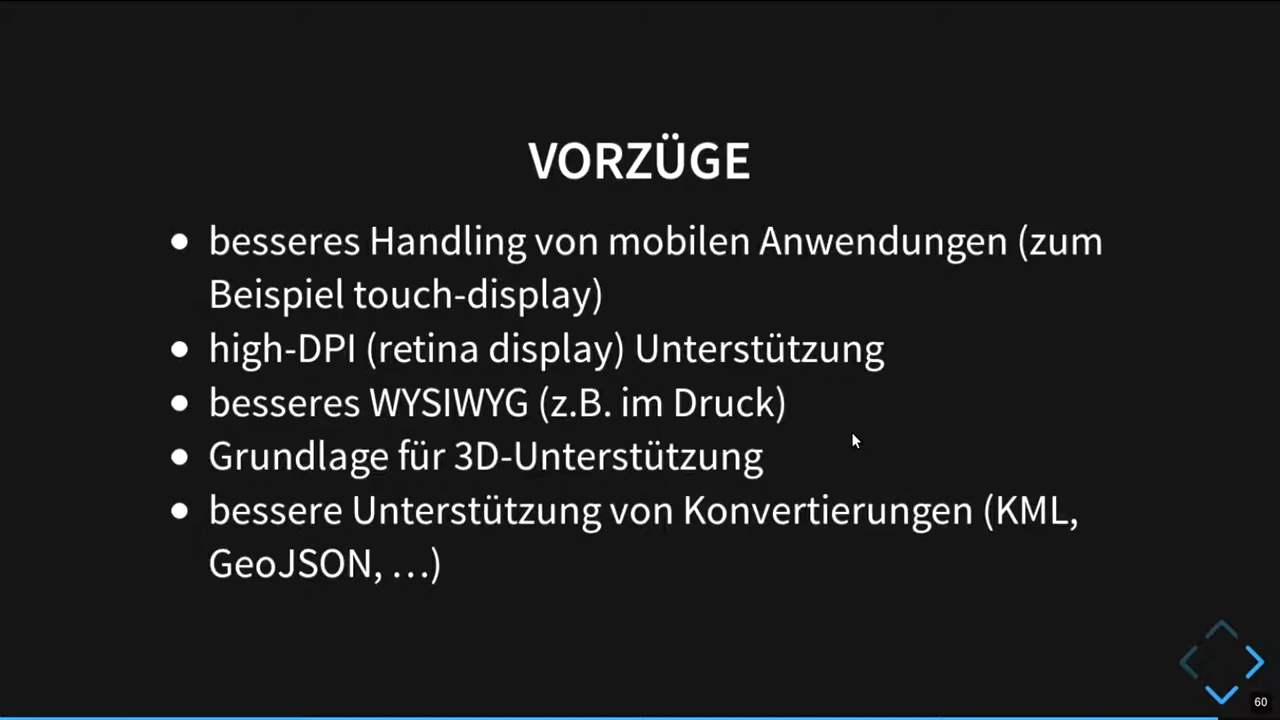 VORZÜGE
besseres Handling von mobilen Anwendungen (zum
Beispiel touch-display)
high-DPI (retina display) Unterstützung
besseres WYSIWYG (z.B. im Druck)
Grundlage für 3D-Unterstützung
bessere Unterstützung von Konvertierungen (KML,
GeoJSON, …)
60